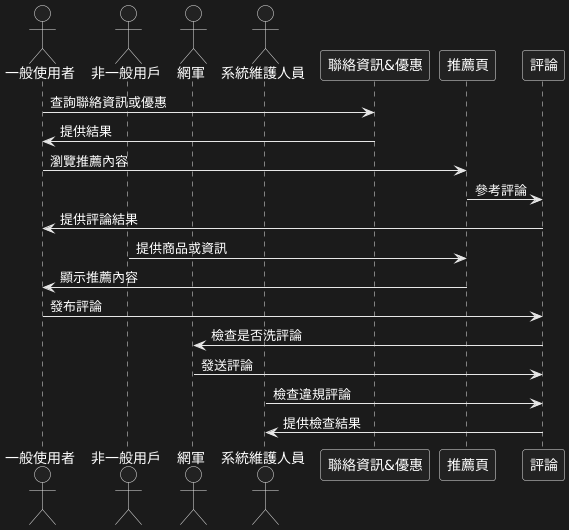 一般使用者
非一般用戶
網軍
系統維護人員
聯絡資訊&優惠
推薦頁
評論
查詢聯絡資訊或優惠
提供結果
瀏覽推薦內容
參考評論
提供評論結果
提供商品或資訊
顯示推薦內容
發布評論
檢查是否洗評論
發送評論
檢查違規評論
提供檢查結果
一般使用者
非一般用戶
網軍
系統維護人員
聯絡資訊&優惠
推薦頁
評論